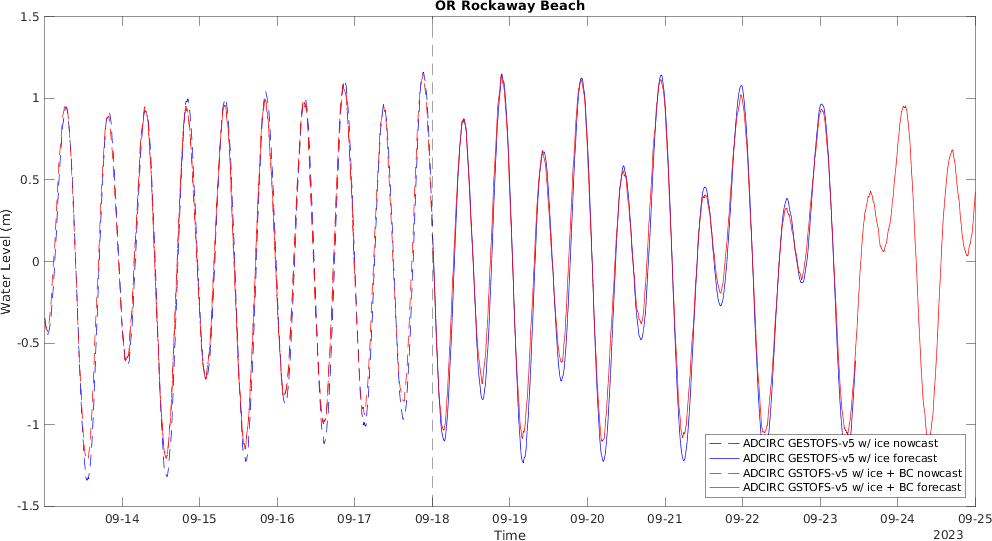 OR Rockaway Beach
1.5
1
0.5
0
-0.5
-1
-1.5
Water Level (m)
09-14 09-15 09-16 09-17 09-18 09-19 09-20 09-21 09-22 09-23 09-24 09-25
Time
2023
ADCIRC GESTOFS-v5 w/ ice nowcast
ADCIRC GESTOFS-v5 w/ ice forecast
ADCIRC GSTOFS-v5 w/ ice + BC nowcast
ADCIRC GSTOFS-v5 w/ ice + BC forecast